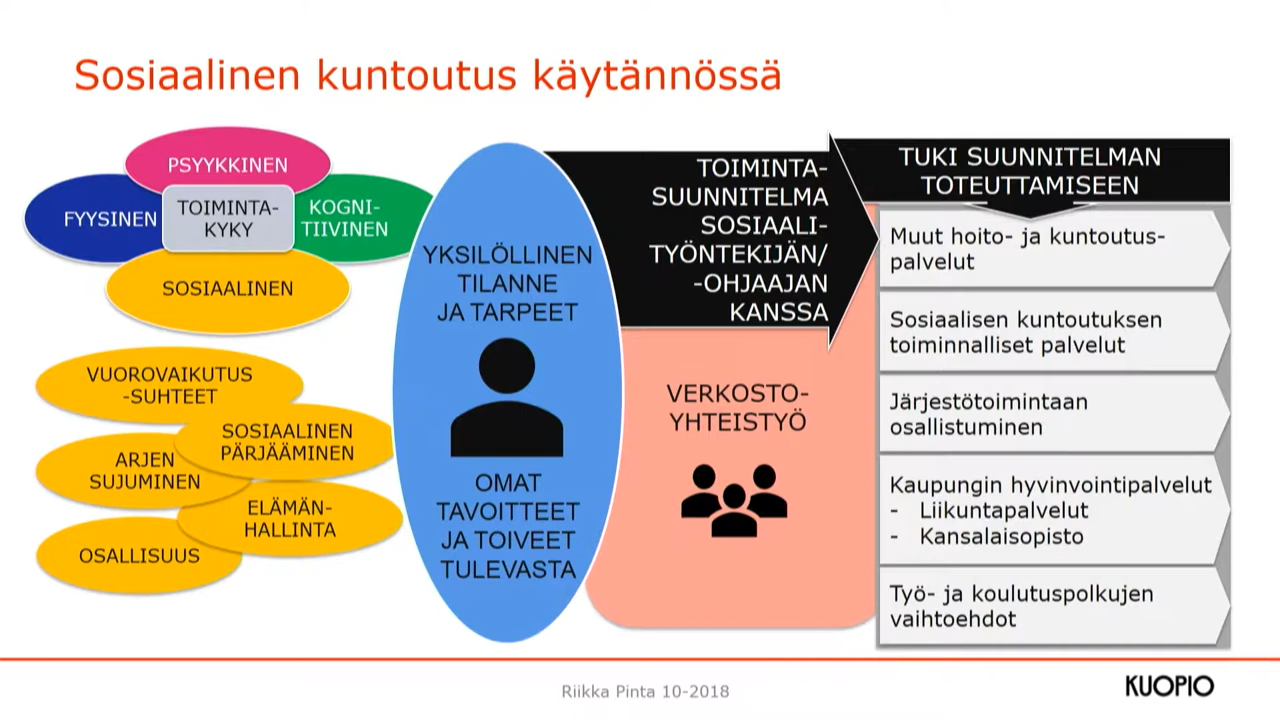 Sosiaalinen kuntoutus käytännössä
PSYYKKINEN
FYYSINEN
TOIMINTA-
KYKY
KOGNI-
TIIVINEN
SOSIAALINEN
VUOROVAIKUTUS
-SUHTEET
SOSIAALINEN
PÄRJÄÄMINEN
ARJEN
SUJUMINEN
ELÄMÄN-
HALLINTA
OSALLISUUS
YKSILÖLLINEN
TILANNE
JA TARPEET
OMAT
TAVOITTEET
JA TOIVEET
TULEVASTA
TOIMINTA-
SUUNNITELMA
SOSIAALI-
TYÖNTEKIJÄN/
-OHJAAJAN
KANSSA
VERKOSTO-
YHTEISTYÖ
TUKI SUUNNITELMAN
TOTEUTTAMISEEN
Muut hoito- ja kuntoutus-
palvelut
Sosiaalisen kuntoutuksen
toiminnalliset palvelut
Järjestötoimintaan
osallistuminen
Kaupungin hyvinvointipalvelut
- Liikuntapalvelut
- Kansalaisopisto
Työ- ja koulutuspolkujen
vaihtoehdot
Riikka Pinta 10-2018
KUOPIO